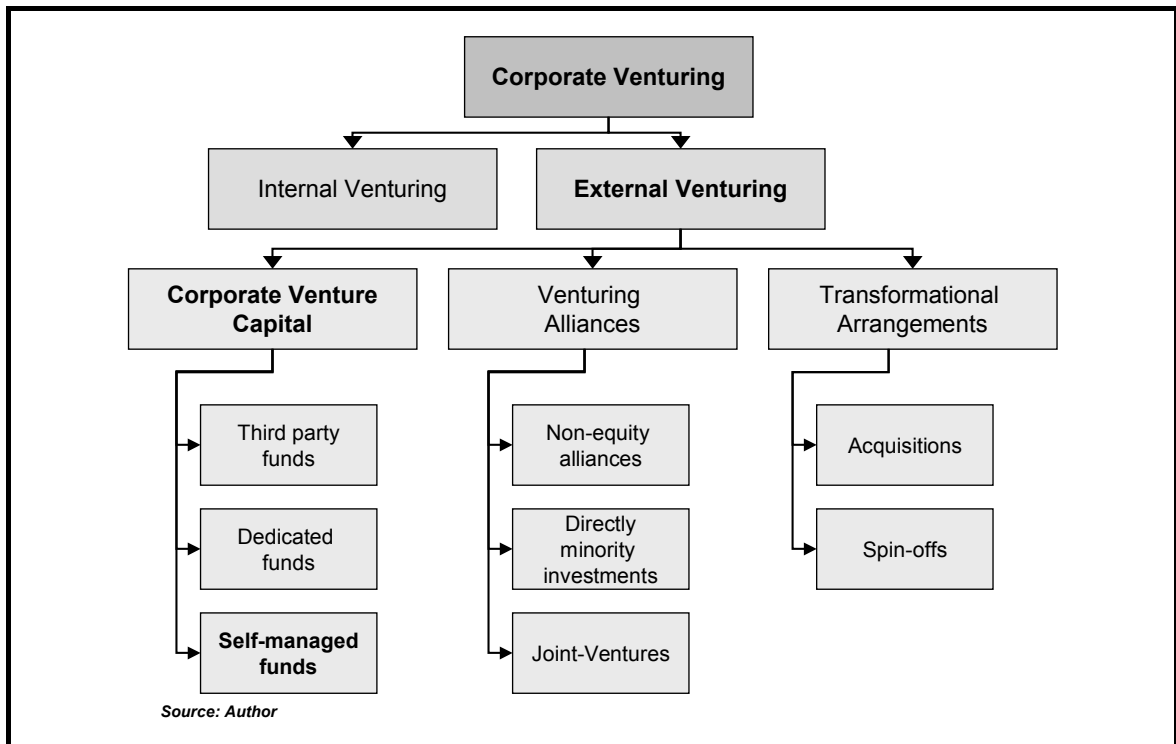 Corporate Venturing
Internal Venturing
External Venturing
Corporate Venture
Capital
Venturing
Alliances
Transformational
Arrangements
Third party
funds
Non-equity
alliances
Acquisitions
Dedicated
funds
Directly
minority
investments
Spin-offs
Self-managed
funds
Joint-Ventures
Source: Author